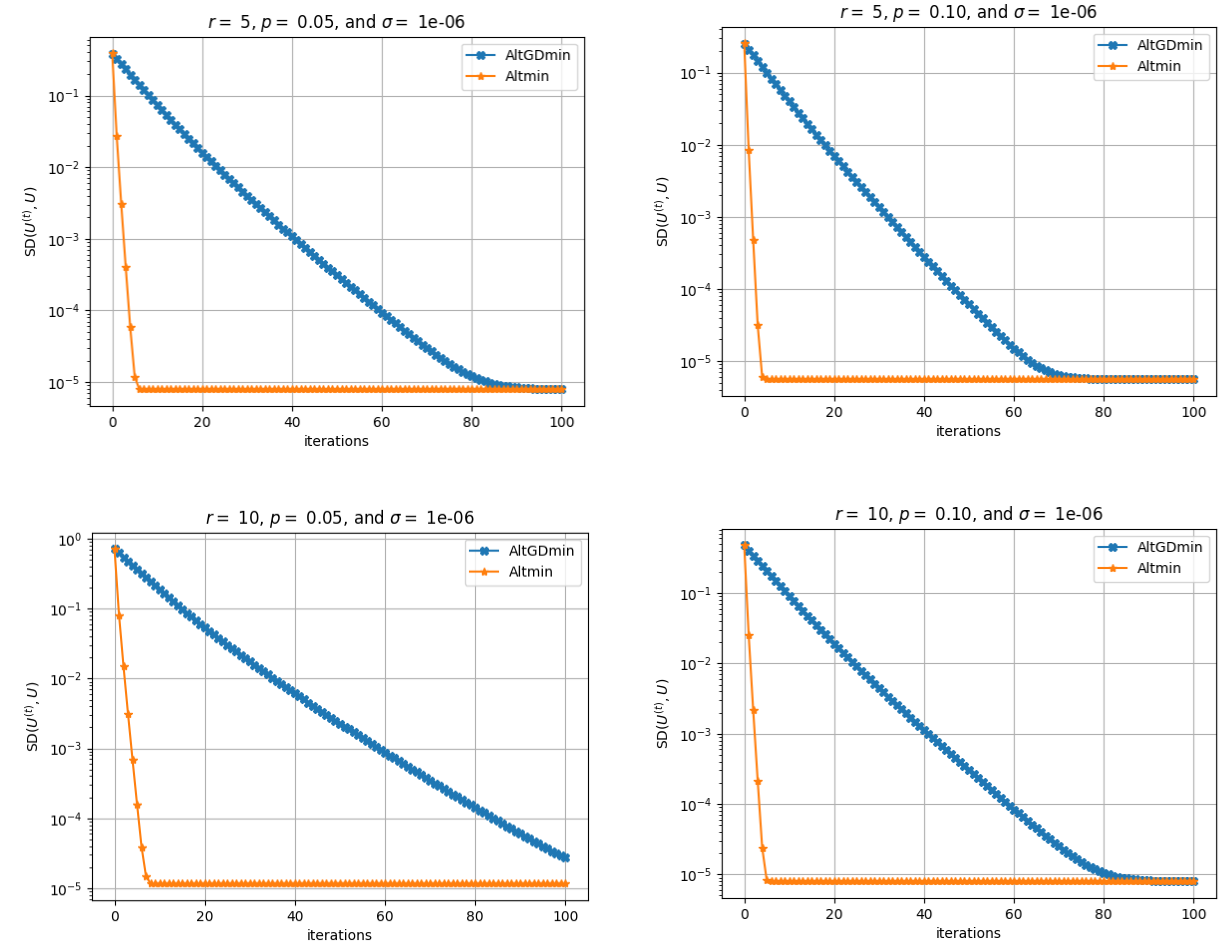 r = 5, p = 0.05, and σ = 1e-06
AltGDmin
Altmin
SD(U^(t), U)
10^-1
10^-2
10^-3
10^-4
10^-5
0 20 40 60 80 100
iterations
r = 5, p = 0.10, and σ = 1e-06
AltGDmin
Altmin
SD(U^(t), U)
10^-1
10^-2
10^-3
10^-4
10^-5
0 20 40 60 80 100
iterations
r = 10, p = 0.05, and σ = 1e-06
AltGDmin
Altmin
SD(U^(t), U)
10^0
10^-1
10^-2
10^-3
10^-4
10^-5
0 20 40 60 80 100
iterations
r = 10, p = 0.10, and σ = 1e-06
AltGDmin
Altmin
SD(U^(t), U)
10^-1
10^-2
10^-3
10^-4
10^-5
0 20 40 60 80 100
iterations